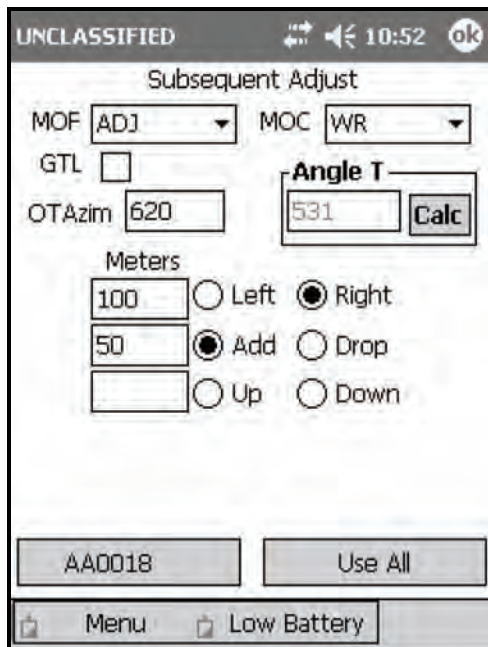 UNCLASSIFIED 10:52 ok
Subsequent Adjust
MOF ADJ MOC WR
GTL
Angle T
OTAzim 620 531 Calc
Meters
100 Left Right
50 Add Drop
Up Down
AA0018 Use All
Menu Low Battery